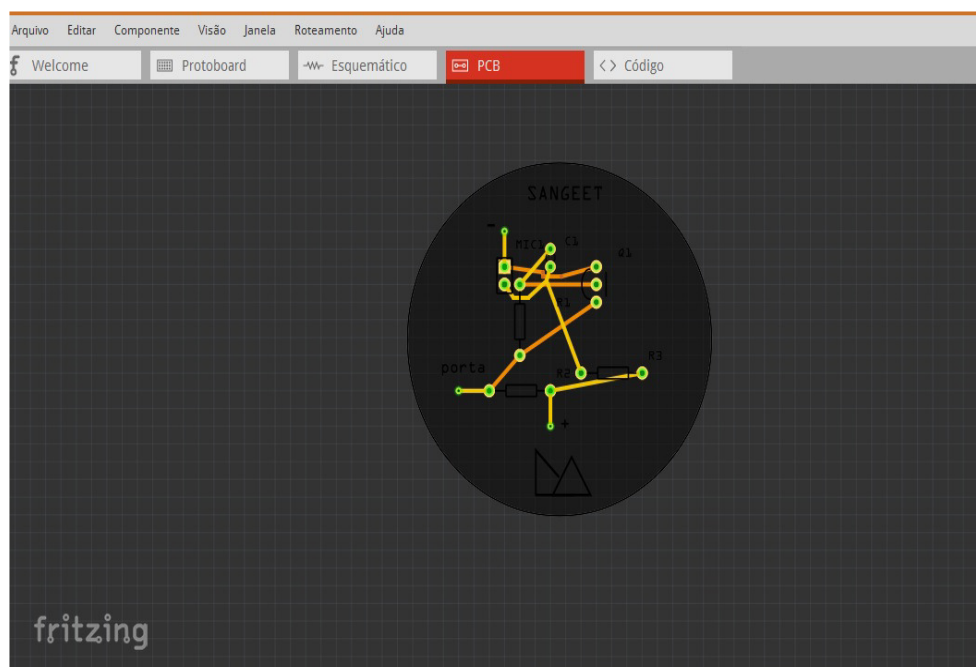 Arquivo Editar Componente Visão Janela Roteamento Ajuda
Welcome Protoboard Esquemático PCB Código
SANGEET
-
MIC1 C1
Q1
R1
R3
porta
R2
+
fritzing